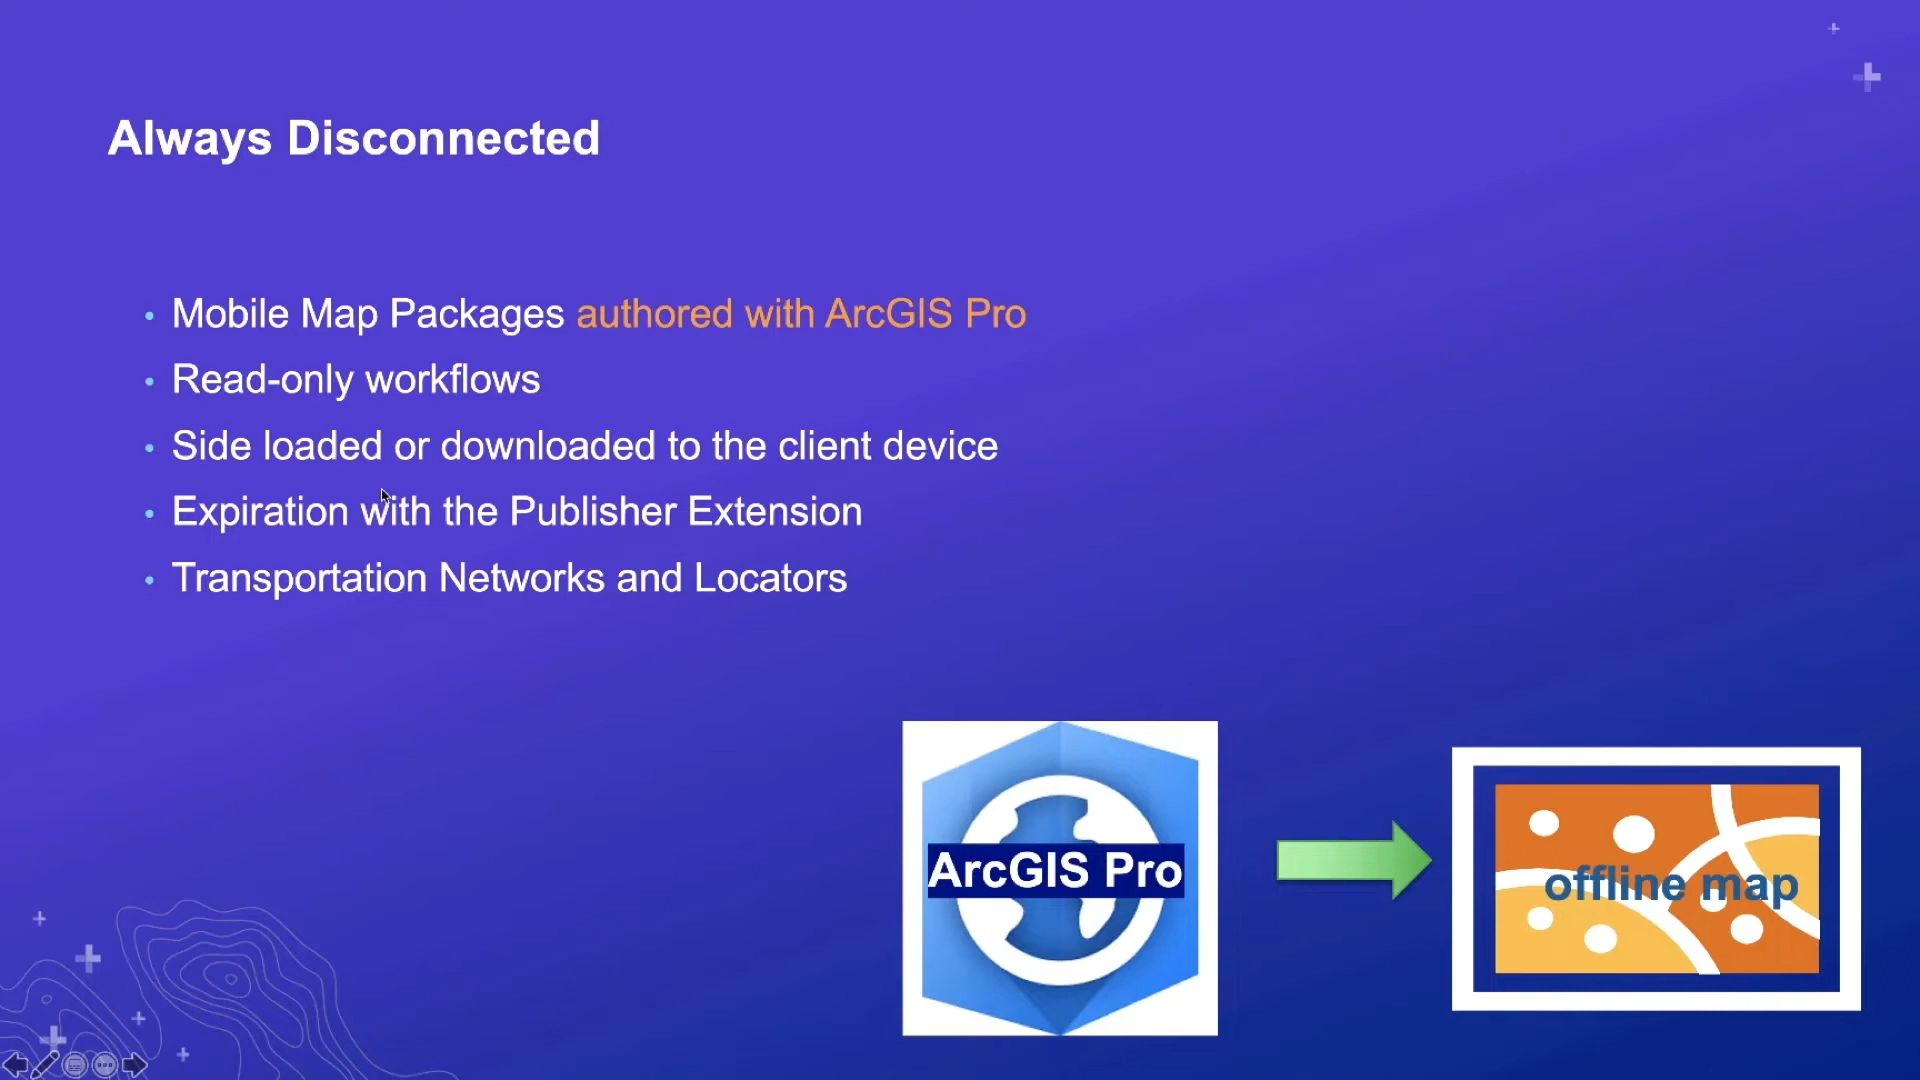 Always Disconnected
Mobile Map Packages authored with ArcGIS Pro
Read-only workflows
Side loaded or downloaded to the client device
Expiration with the Publisher Extension
Transportation Networks and Locators
ArcGIS Pro
offline map